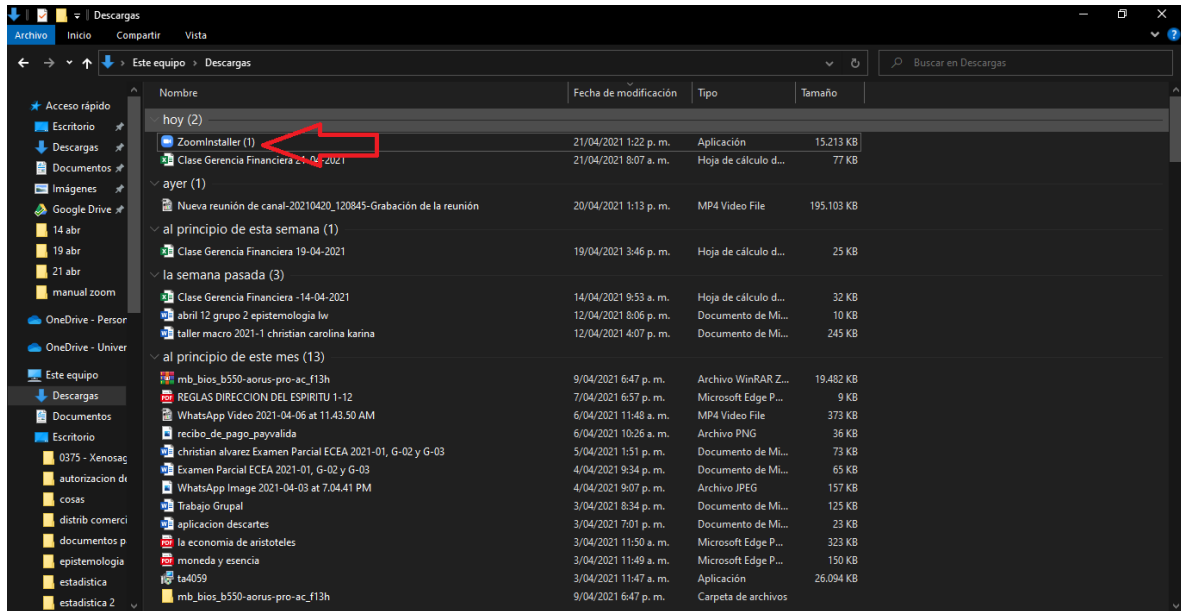 Descargas
Archivo Inicio Compartir Vista
Este equipo > Descargas Buscar en Descargas
Nombre Fecha de modificación Tipo Tamaño
Acceso rápido
Escritorio
Descargas
Documentos
Imágenes
Google Drive
14 abr
19 abr
21 abr
manual zoom
OneDrive - Person
OneDrive - Univer
Este equipo
Descargas
Documentos
Escritorio
0375 - Xenosag
autorizacion de
cosas
distrib comerci
documentos p
epistemologia
estadistica
estadistica 2
hoy (2)
ZoomInstaller (1) 21/04/2021 1:22 p. m. Aplicación 15.213 KB
Clase Gerencia Financiera 21-04-2021 21/04/2021 8:07 a. m. Hoja de cálculo d... 77 KB
ayer (1)
Nueva reunión de canal-20210420_120845-Grabación de la reunión 20/04/2021 1:13 p. m. MP4 Video File 195.103 KB
al principio de esta semana (1)
Clase Gerencia Financiera 19-04-2021 19/04/2021 3:46 p. m. Hoja de cálculo d... 25 KB
la semana pasada (3)
Clase Gerencia Financiera -14-04-2021 14/04/2021 9:53 a. m. Hoja de cálculo d... 32 KB
abril 12 grupo 2 epistemologia lw 12/04/2021 8:06 p. m. Documento de Mi... 10 KB
taller macro 2021-1 christian carolina karina 12/04/2021 4:07 p. m. Documento de Mi... 245 KB
al principio de este mes (13)
mb_bios_b550-aorus-pro-ac_f13h 9/04/2021 6:47 p. m. Archivo WinRAR Z... 19.482 KB
REGLAS DIRECCION DEL ESPIRITU 1-12 7/04/2021 6:57 p. m. Microsoft Edge P... 9 KB
WhatsApp Video 2021-04-06 at 11.43.50 AM 6/04/2021 11:48 a. m. MP4 Video File 373 KB
recibo_de_pago_payvalida 6/04/2021 10:26 a. m. Archivo PNG 36 KB
christian alvarez Examen Parcial ECEA 2021-01, G-02 y G-03 5/04/2021 1:51 p. m. Documento de Mi... 73 KB
Examen Parcial ECEA 2021-01, G-02 y G-03 4/04/2021 9:34 p. m. Documento de Mi... 65 KB
WhatsApp Image 2021-04-03 at 7.04.41 PM 4/04/2021 9:07 p. m. Archivo JPEG 157 KB
Trabajo Grupal 3/04/2021 8:34 p. m. Documento de Mi... 125 KB
aplicacion descartes 3/04/2021 7:01 p. m. Documento de Mi... 23 KB
la economia de aristoteles 3/04/2021 11:50 a. m. Microsoft Edge P... 323 KB
moneda y esencia 3/04/2021 11:49 a. m. Microsoft Edge P... 150 KB
ta4059 3/04/2021 11:47 a. m. Aplicación 26.094 KB
mb_bios_b550-aorus-pro-ac_f13h 9/04/2021 6:47 p. m. Carpeta de archivos